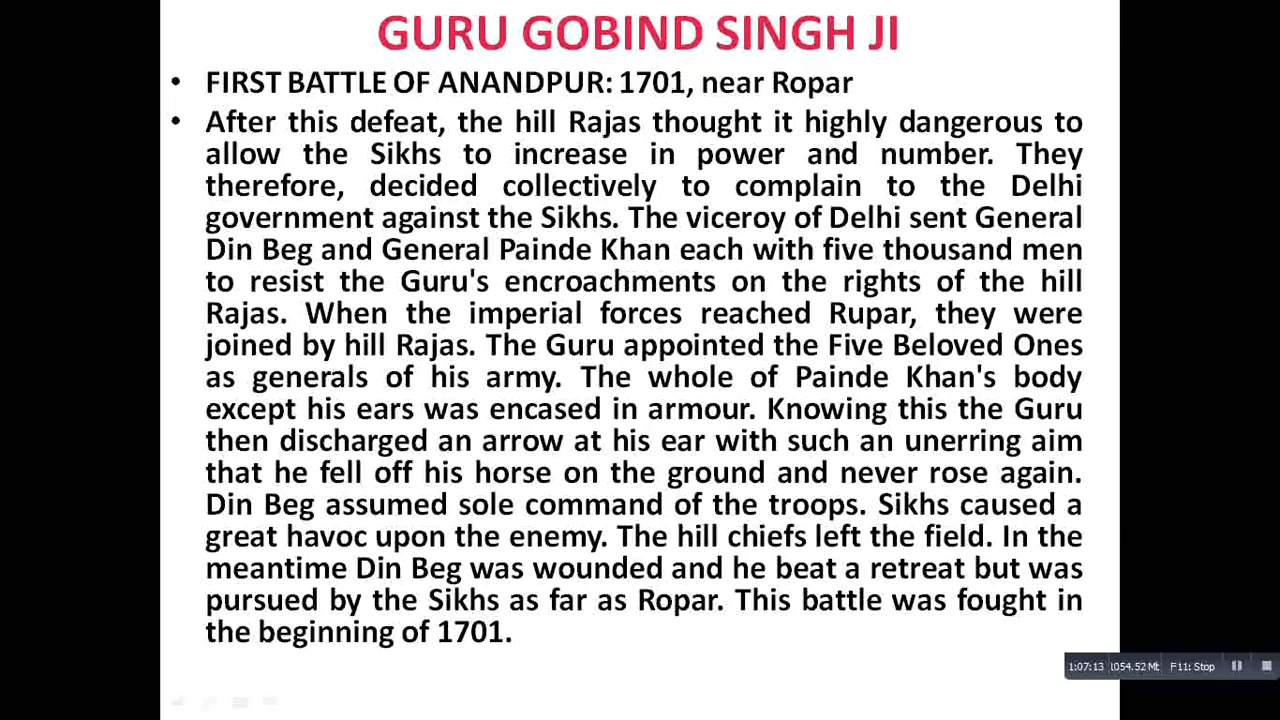 GURU GOBIND SINGH JI
• FIRST BATTLE OF ANANDPUR: 1701, near Ropar
• After this defeat, the hill Rajas thought it highly dangerous to
allow the Sikhs to increase in power and number. They
therefore, decided collectively to complain to the Delhi
government against the Sikhs. The viceroy of Delhi sent General
Din Beg and General Painde Khan each with five thousand men
to resist the Guru's encroachments on the rights of the hill
Rajas. When the imperial forces reached Rupar, they were
joined by hill Rajas. The Guru appointed the Five Beloved Ones
as generals of his army. The whole of Painde Khan's body
except his ears was encased in armour. Knowing this the Guru
then discharged an arrow at his ear with such an unerring aim
that he fell off his horse on the ground and never rose again.
Din Beg assumed sole command of the troops. Sikhs caused a
great havoc upon the enemy. The hill chiefs left the field. In the
meantime Din Beg was wounded and he beat a retreat but was
pursued by the Sikhs as far as Ropar. This battle was fought in
the beginning of 1701.
1:07:13 1054.52 Mb F11: Stop